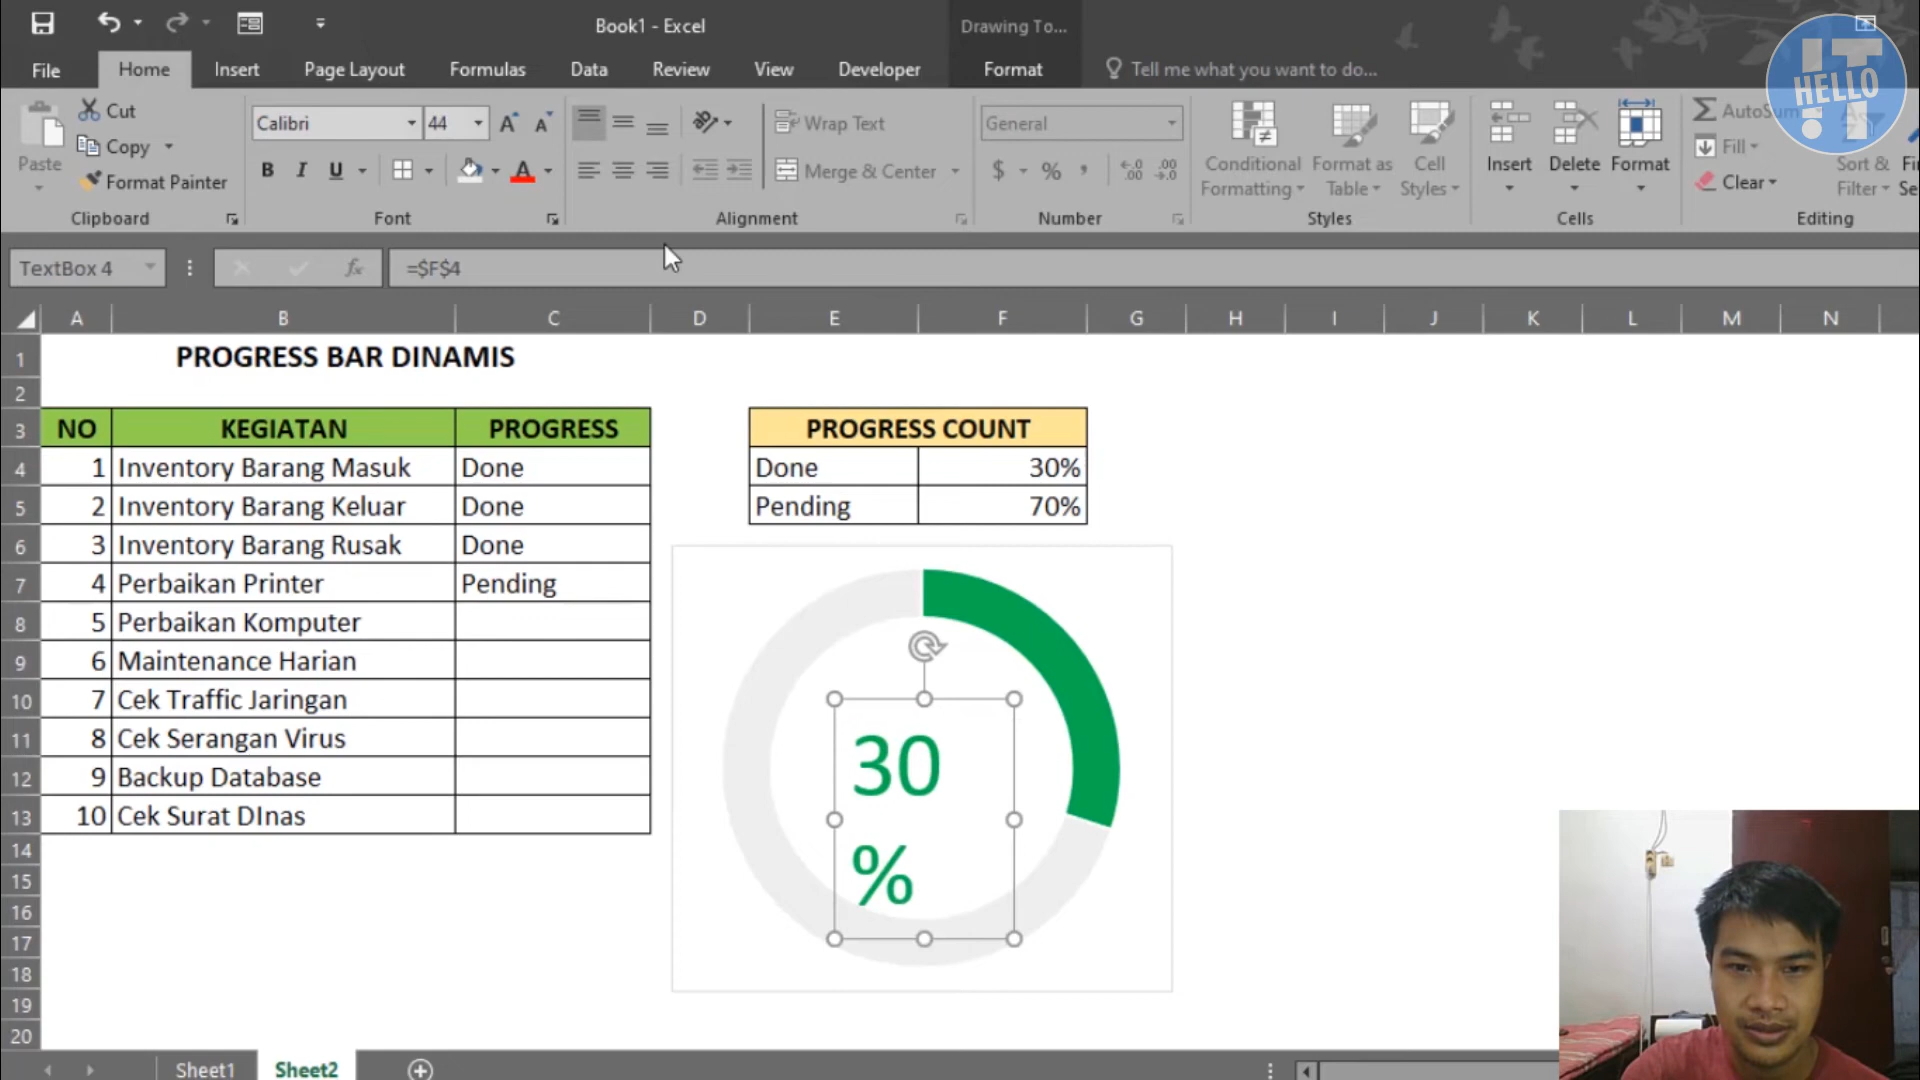 Book1 - Excel
Drawing To...
File Home Insert Page Layout Formulas Data Review View Developer Format Tell me what you want to do...
HELLO
IT
Paste
Cut
Copy
Format Painter
Clipboard
Calibri 44
B I U
Font
Wrap Text
Merge & Center
Alignment
General
$ % ,
Number
Conditional Formatting
Format as Table
Cell Styles
Styles
Insert
Delete
Format
Cells
AutoSum
Fill
Clear
Sort & Filter
Editing
TextBox 4
fx
=$F$4
A B C D E F G H I J K L M N
1 PROGRESS BAR DINAMIS
2
3 NO KEGIATAN PROGRESS PROGRESS COUNT
4 1 Inventory Barang Masuk Done Done 30%
5 2 Inventory Barang Keluar Done Pending 70%
6 3 Inventory Barang Rusak Done
7 4 Perbaikan Printer Pending
8 5 Perbaikan Komputer
9 6 Maintenance Harian
10 7 Cek Traffic Jaringan
11 8 Cek Serangan Virus
12 9 Backup Database
13 10 Cek Surat DInas
14
15
16
17
18
19
20
30
%
Sheet1 Sheet2